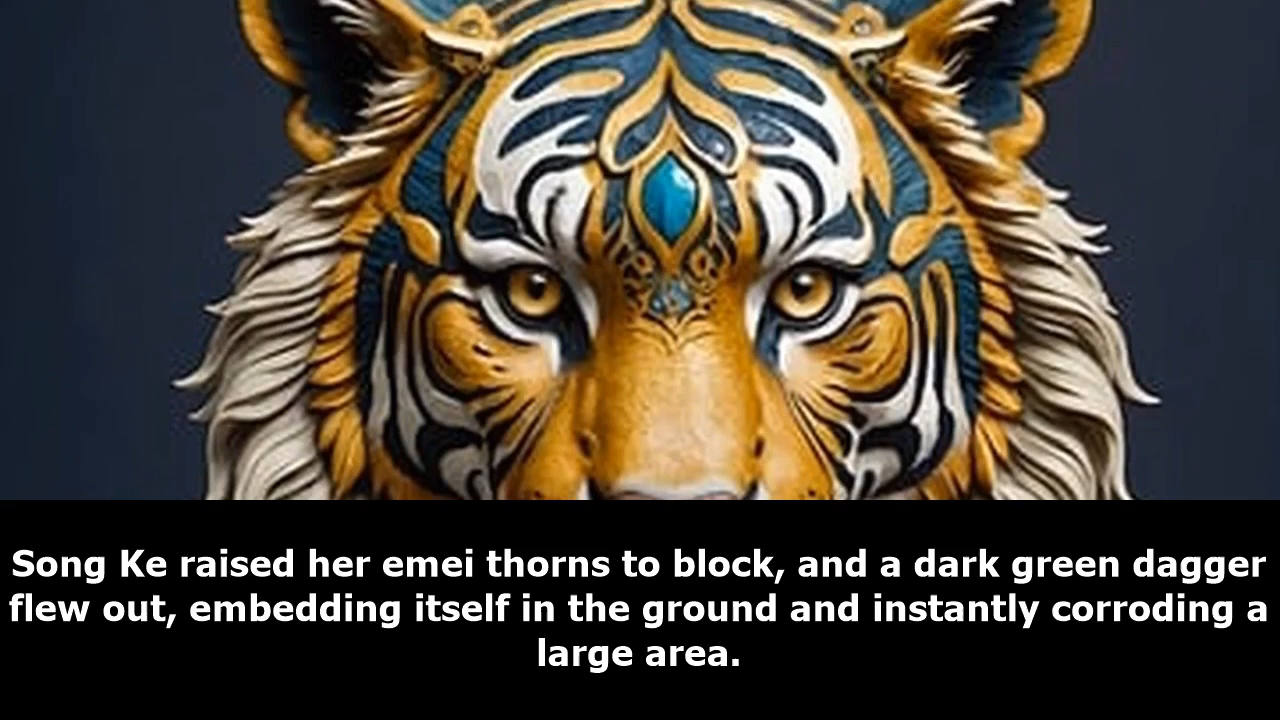 Song Ke raised her emei thorns to block, and a dark green dagger
flew out, embedding itself in the ground and instantly corroding a
large area.